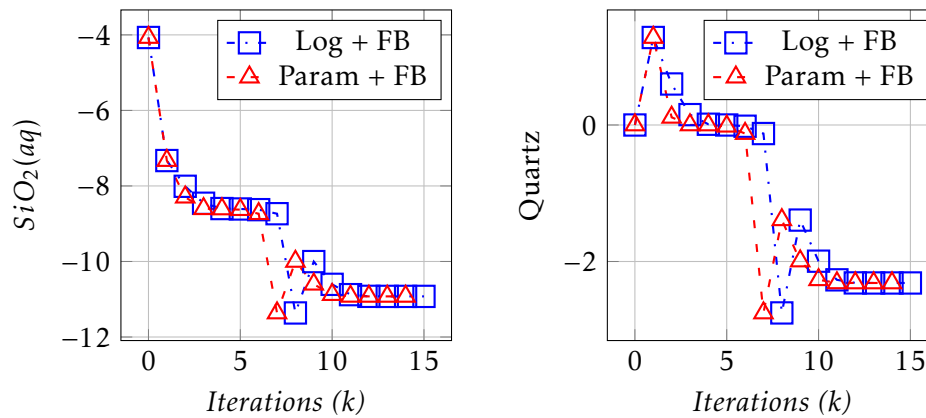 −4
−6
−8
−10
−12
0
5
10
15
SiO2(aq)
Iterations (k)
Log + FB
Param + FB
0
−2
0
5
10
15
Quartz
Iterations (k)
Log + FB
Param + FB